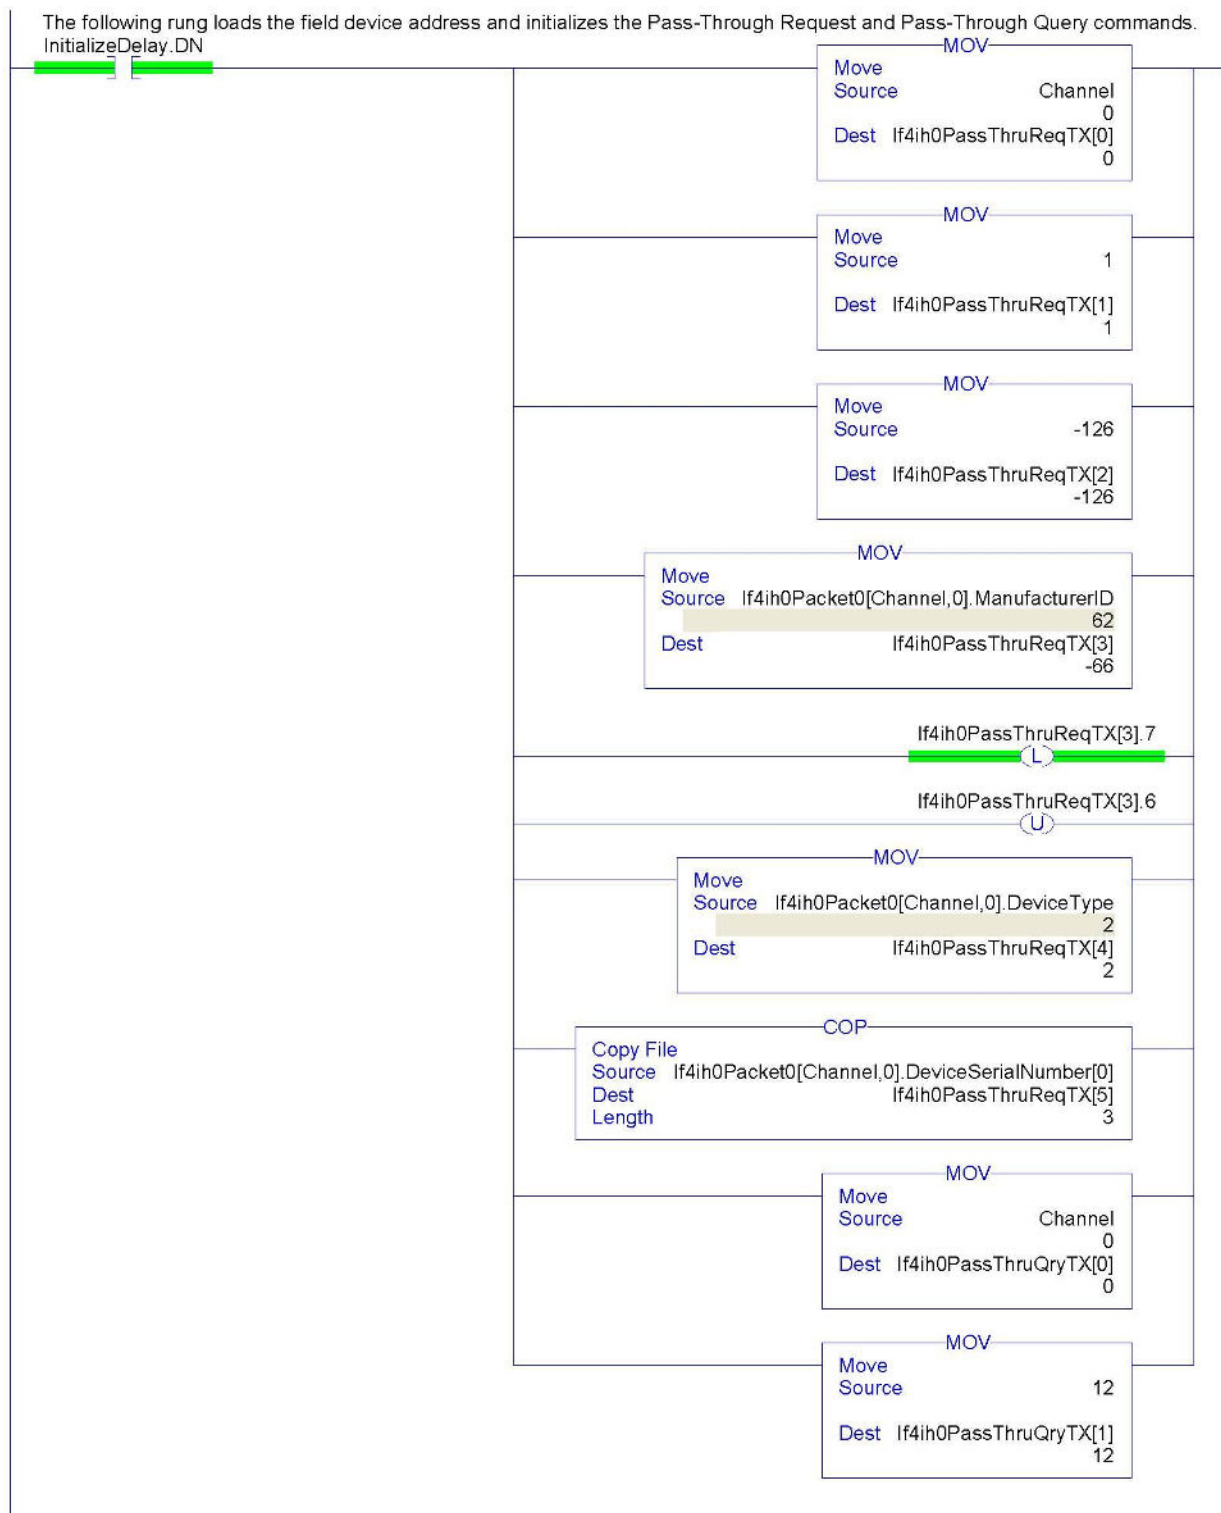 The following rung loads the field device address and initializes the Pass-Through Request and Pass-Through Query commands.
InitializeDelay.DN
MOV
Move
Source Channel
0
Dest If4ih0PassThruReqTX[0]
0
MOV
Move
Source 1
Dest If4ih0PassThruReqTX[1]
1
MOV
Move
Source -126
Dest If4ih0PassThruReqTX[2]
-126
MOV
Move
Source If4ih0Packet0[Channel,0].ManufacturerID
62
Dest If4ih0PassThruReqTX[3]
-66
If4ih0PassThruReqTX[3].7
L
If4ih0PassThruReqTX[3].6
U
MOV
Move
Source If4ih0Packet0[Channel,0].DeviceType
2
Dest If4ih0PassThruReqTX[4]
2
COP
Copy File
Source If4ih0Packet0[Channel,0].DeviceSerialNumber[0]
Dest If4ih0PassThruReqTX[5]
Length 3
MOV
Move
Source Channel
0
Dest If4ih0PassThruQryTX[0]
0
MOV
Move
Source 12
Dest If4ih0PassThruQryTX[1]
12